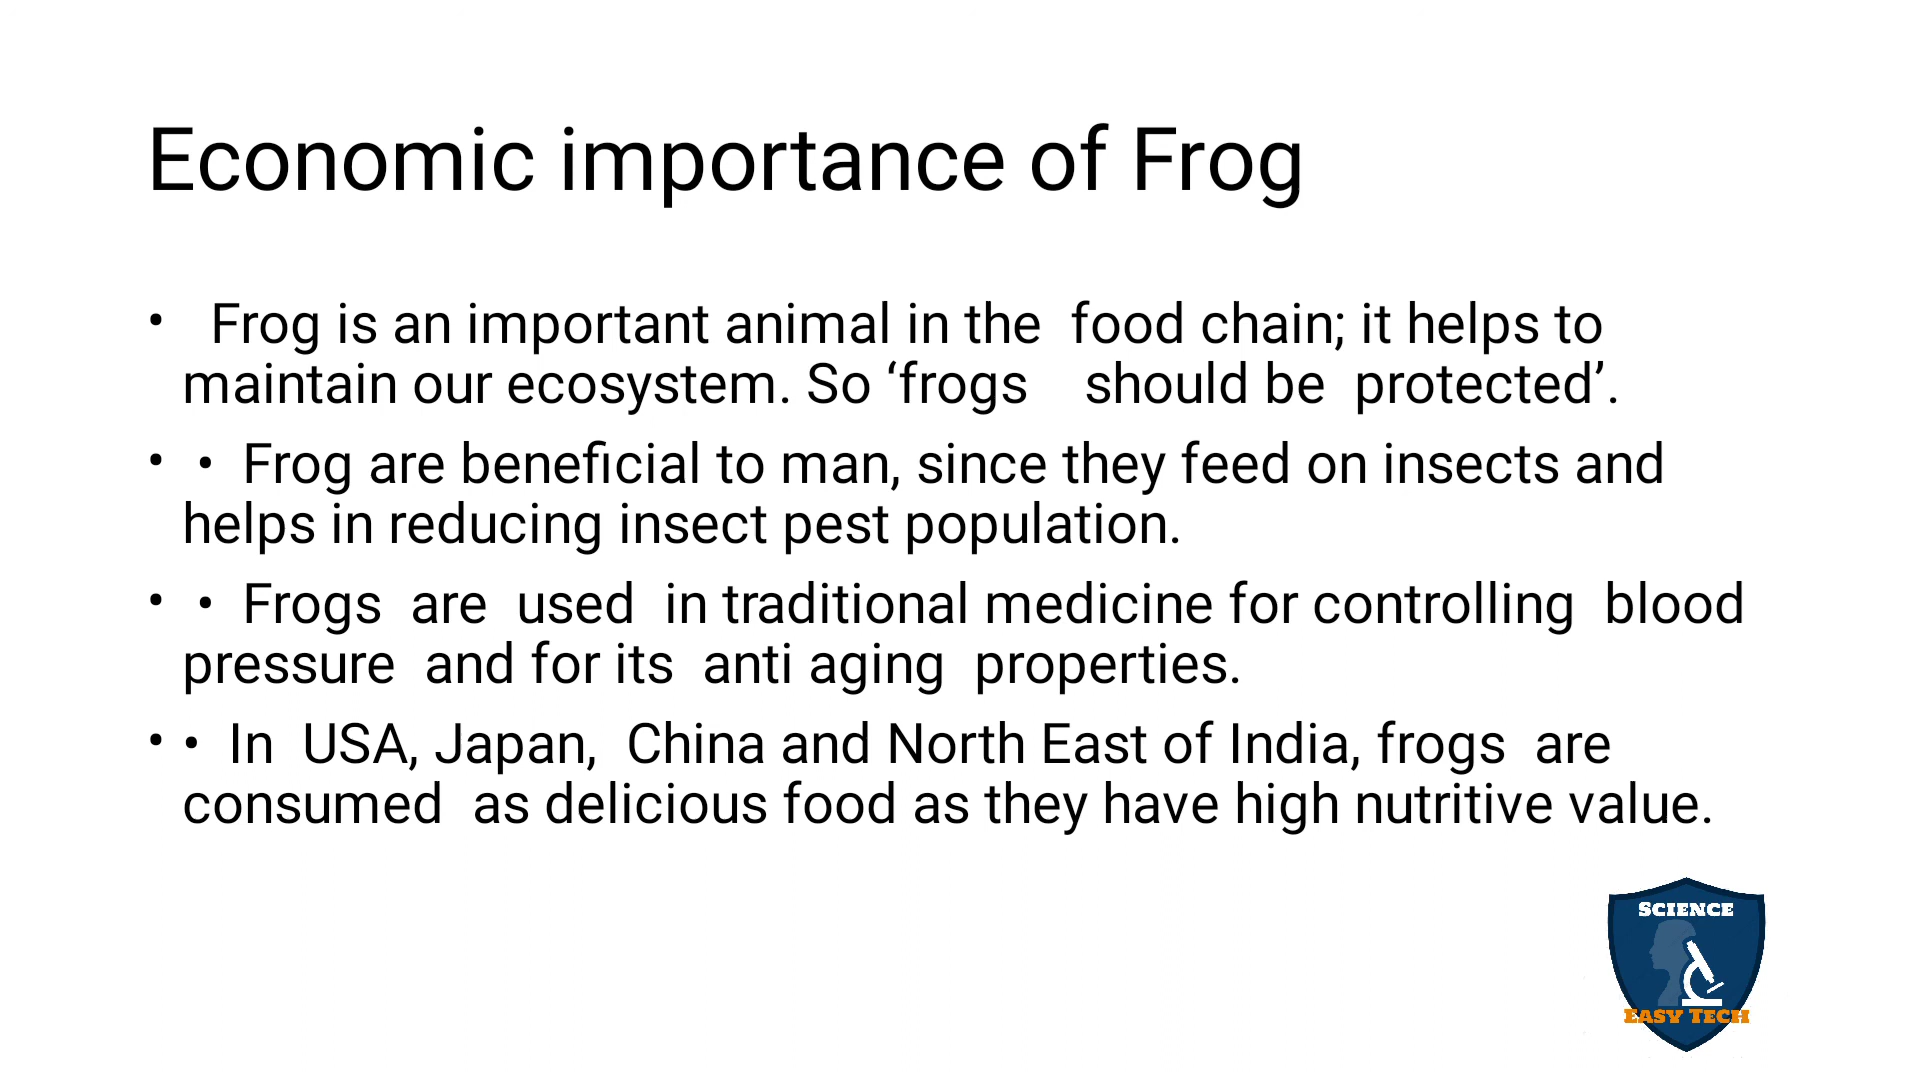 Economic importance of Frog
• Frog is an important animal in the food chain; it helps to
maintain our ecosystem. So ‘frogs should be protected’.
• • Frog are beneficial to man, since they feed on insects and
helps in reducing insect pest population.
• • Frogs are used in traditional medicine for controlling blood
pressure and for its anti aging properties.
• • In USA, Japan, China and North East of India, frogs are
consumed as delicious food as they have high nutritive value.
SCIENCE
EASY TECH